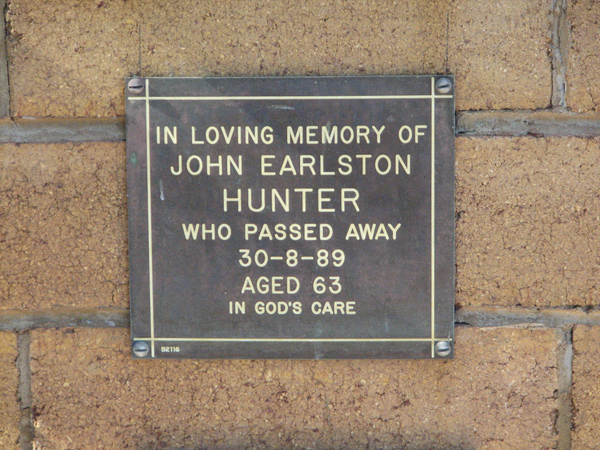 IN LOVING MEMORY OF
JOHN EARLSTON
HUNTER
WHO PASSED AWAY
30-8-89
AGED 63
IN GOD'S CARE
B2116